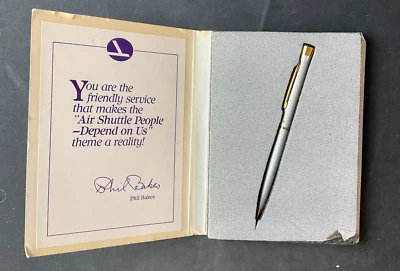 You are the
friendly service
that makes the
"Air Shuttle People
–Depend on Us"
theme a reality!
Phil Bakes
Phil Bakes